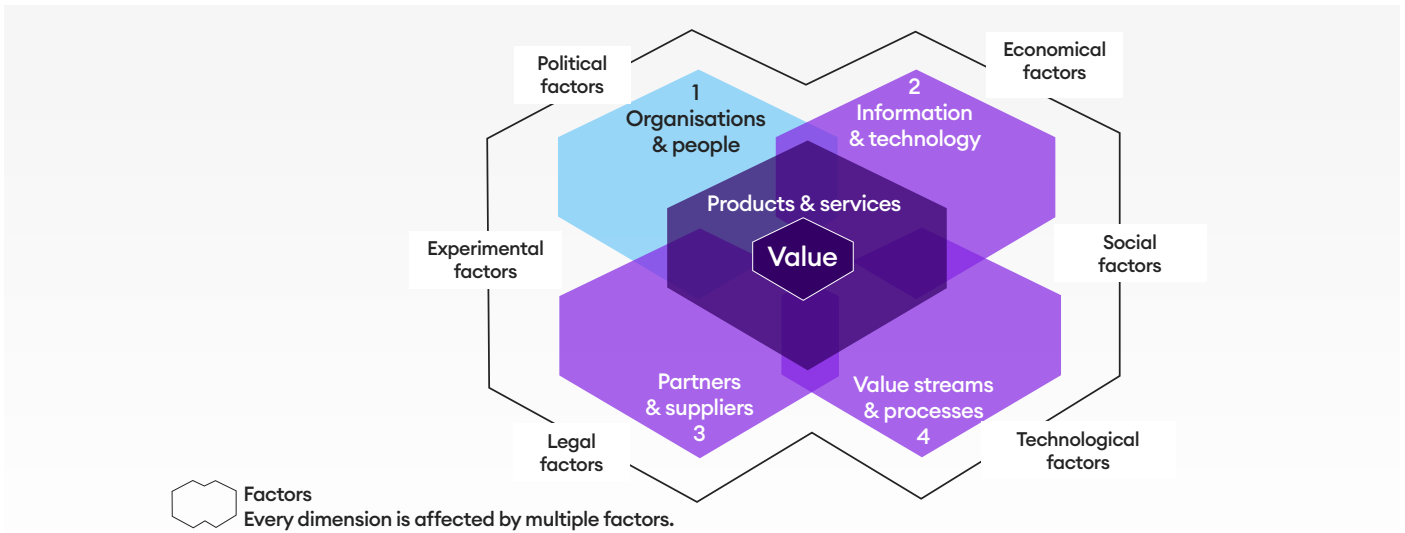 Political
factors
Economical
factors
1
Organisations
& people
2
Information
& technology
Products & services
Value
Experimental
factors
Social
factors
Partners
& suppliers
3
Value streams
& processes
4
Legal
factors
Technological
factors
Factors
Every dimension is affected by multiple factors.